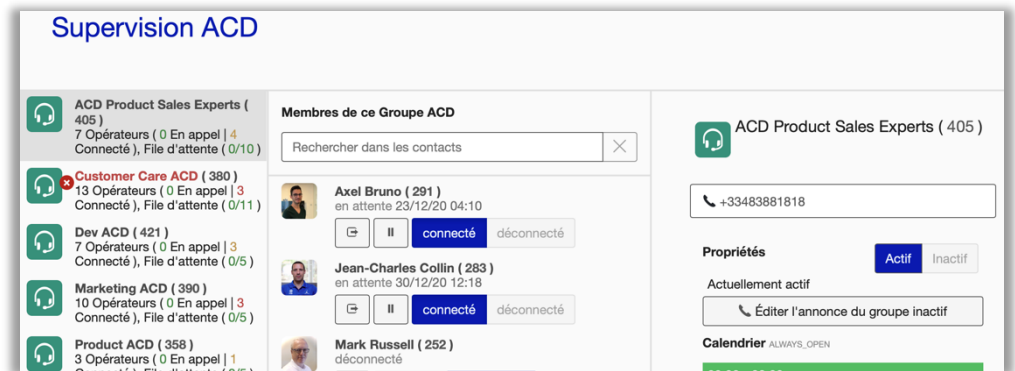 Supervision ACD
ACD Product Sales Experts (
405 )
7 Opérateurs ( 0 En appel | 4
Connecté ), File d'attente ( 0/10 )
Customer Care ACD ( 380 )
13 Opérateurs ( 0 En appel | 3
Connecté ), File d'attente ( 0/11 )
Dev ACD ( 421 )
7 Opérateurs ( 0 En appel | 3
Connecté ), File d'attente ( 0/5 )
Marketing ACD ( 390 )
10 Opérateurs ( 0 En appel | 3
Connecté ), File d'attente ( 0/5 )
Product ACD ( 358 )
3 Opérateurs ( 0 En appel | 1
Membres de ce Groupe ACD
Rechercher dans les contacts
Axel Bruno ( 291 )
en attente 23/12/20 04:10
connecté déconnecté
Jean-Charles Collin ( 283 )
en attente 30/12/20 12:18
connecté déconnecté
Mark Russell ( 252 )
déconnecté
ACD Product Sales Experts ( 405 )
+33483881818
Propriétés Actif Inactif
Actuellement actif
Éditer l'annonce du groupe inactif
Calendrier ALWAYS_OPEN